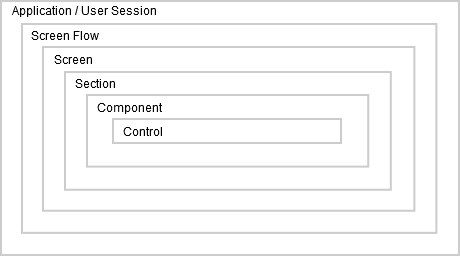 Application / User Session
Screen Flow
Screen
Section
Component
Control